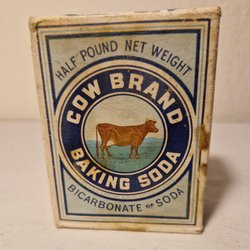 HALF POUND NET WEIGHT
COW BRAND
BAKING SODA
BICARBONATE OF SODA